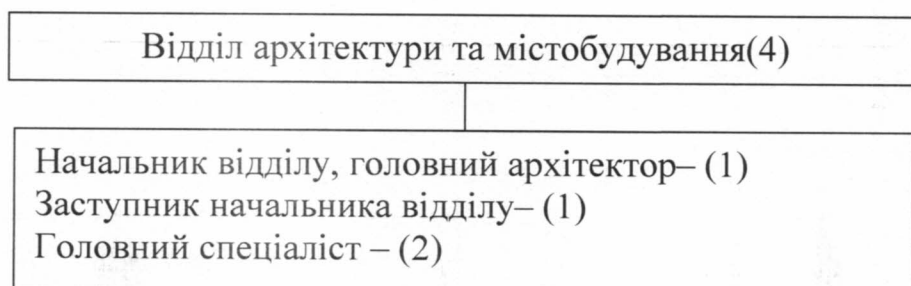 Відділ архітектури та містобудування(4)
Начальник відділу, головний архітектор– (1)
Заступник начальника відділу– (1)
Головний спеціаліст – (2)